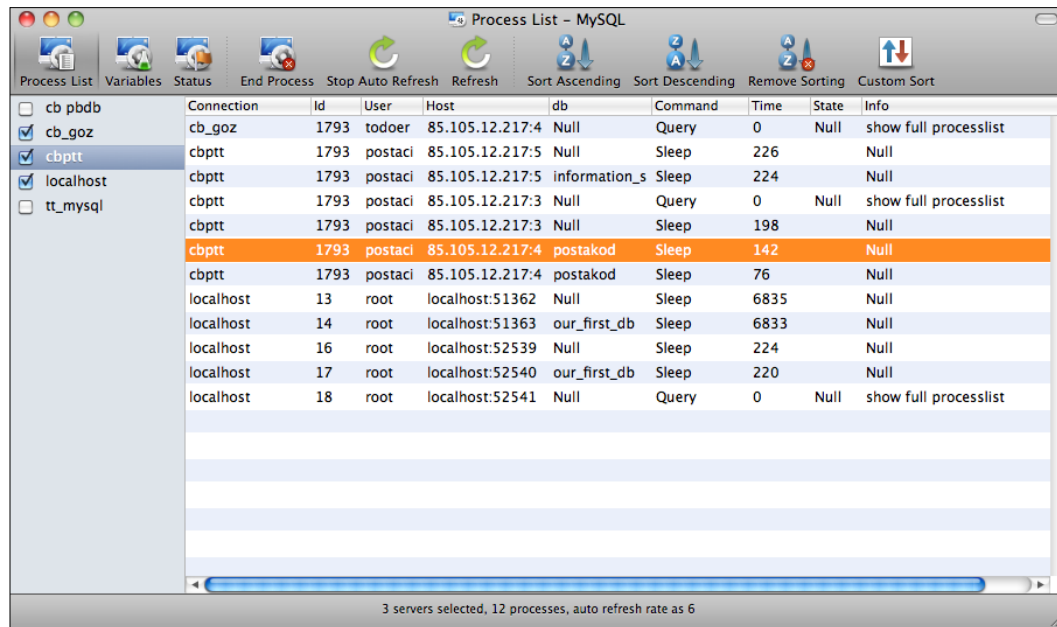 Process List – MySQL
Process List Variables Status End Process Stop Auto Refresh Refresh Sort Ascending Sort Descending Remove Sorting Custom Sort
cb pbdb
cb_goz
cbptt
localhost
tt_mysql
Connection Id User Host db Command Time State Info
cb_goz 1793 todoer 85.105.12.217:4 Null Query 0 Null show full processlist
cbptt 1793 postaci 85.105.12.217:5 Null Sleep 226 Null
cbptt 1793 postaci 85.105.12.217:5 information_s Sleep 224 Null
cbptt 1793 postaci 85.105.12.217:3 Null Query 0 Null show full processlist
cbptt 1793 postaci 85.105.12.217:3 Null Sleep 198 Null
cbptt 1793 postaci 85.105.12.217:4 postakod Sleep 142 Null
cbptt 1793 postaci 85.105.12.217:4 postakod Sleep 76 Null
localhost 13 root localhost:51362 Null Sleep 6835 Null
localhost 14 root localhost:51363 our_first_db Sleep 6833 Null
localhost 16 root localhost:52539 Null Sleep 224 Null
localhost 17 root localhost:52540 our_first_db Sleep 220 Null
localhost 18 root localhost:52541 Null Query 0 Null show full processlist
3 servers selected, 12 processes, auto refresh rate as 6